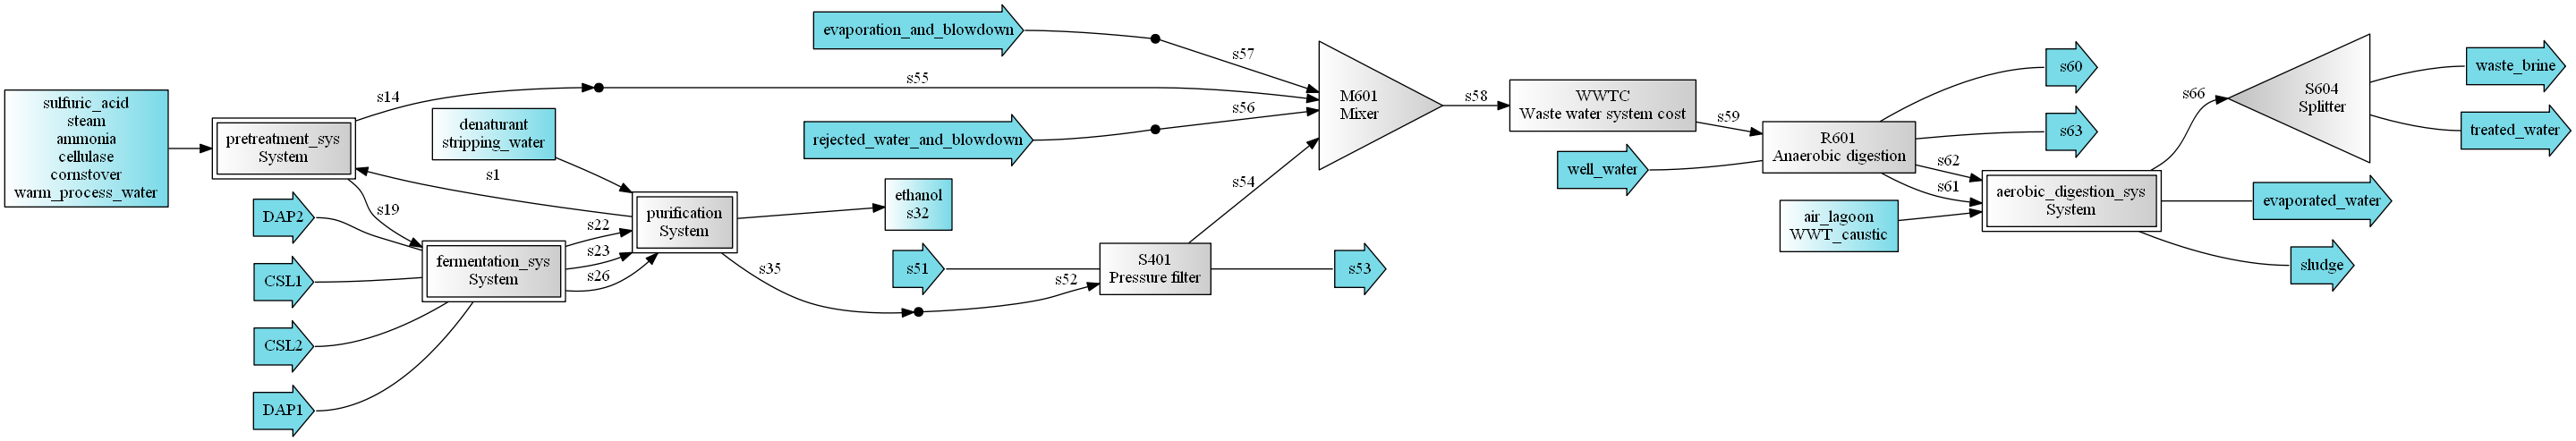 sulfuric_acid
steam
ammonia
cellulase
cornstover
warm_process_water
pretreatment_sys
System
s14
s19
DAP2
CSL1
CSL2
DAP1
denaturant
stripping_water
s1
fermentation_sys
System
s22
s23
s26
purification
System
s35
s55
evaporation_and_blowdown
rejected_water_and_blowdown
ethanol
s32
s51
s52
S401
Pressure filter
s53
s54
s57
s56
M601
Mixer
s58
WWTC
Waste water system cost
s59
well_water
R601
Anaerobic digestion
s60
s63
s62
s61
air_lagoon
WWT_caustic
aerobic_digestion_sys
System
s66
S604
Splitter
waste_brine
treated_water
evaporated_water
sludge